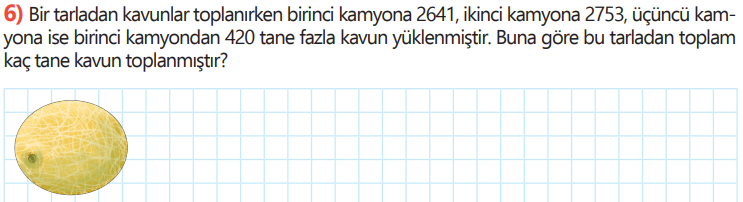 6) Bir tarladan kavunlar toplanırken birinci kamyona 2641, ikinci kamyona 2753, üçüncü kam-
yona ise birinci kamyondan 420 tane fazla kavun yüklenmiştir. Buna göre bu tarladan toplam
kaç tane kavun toplanmıştır?